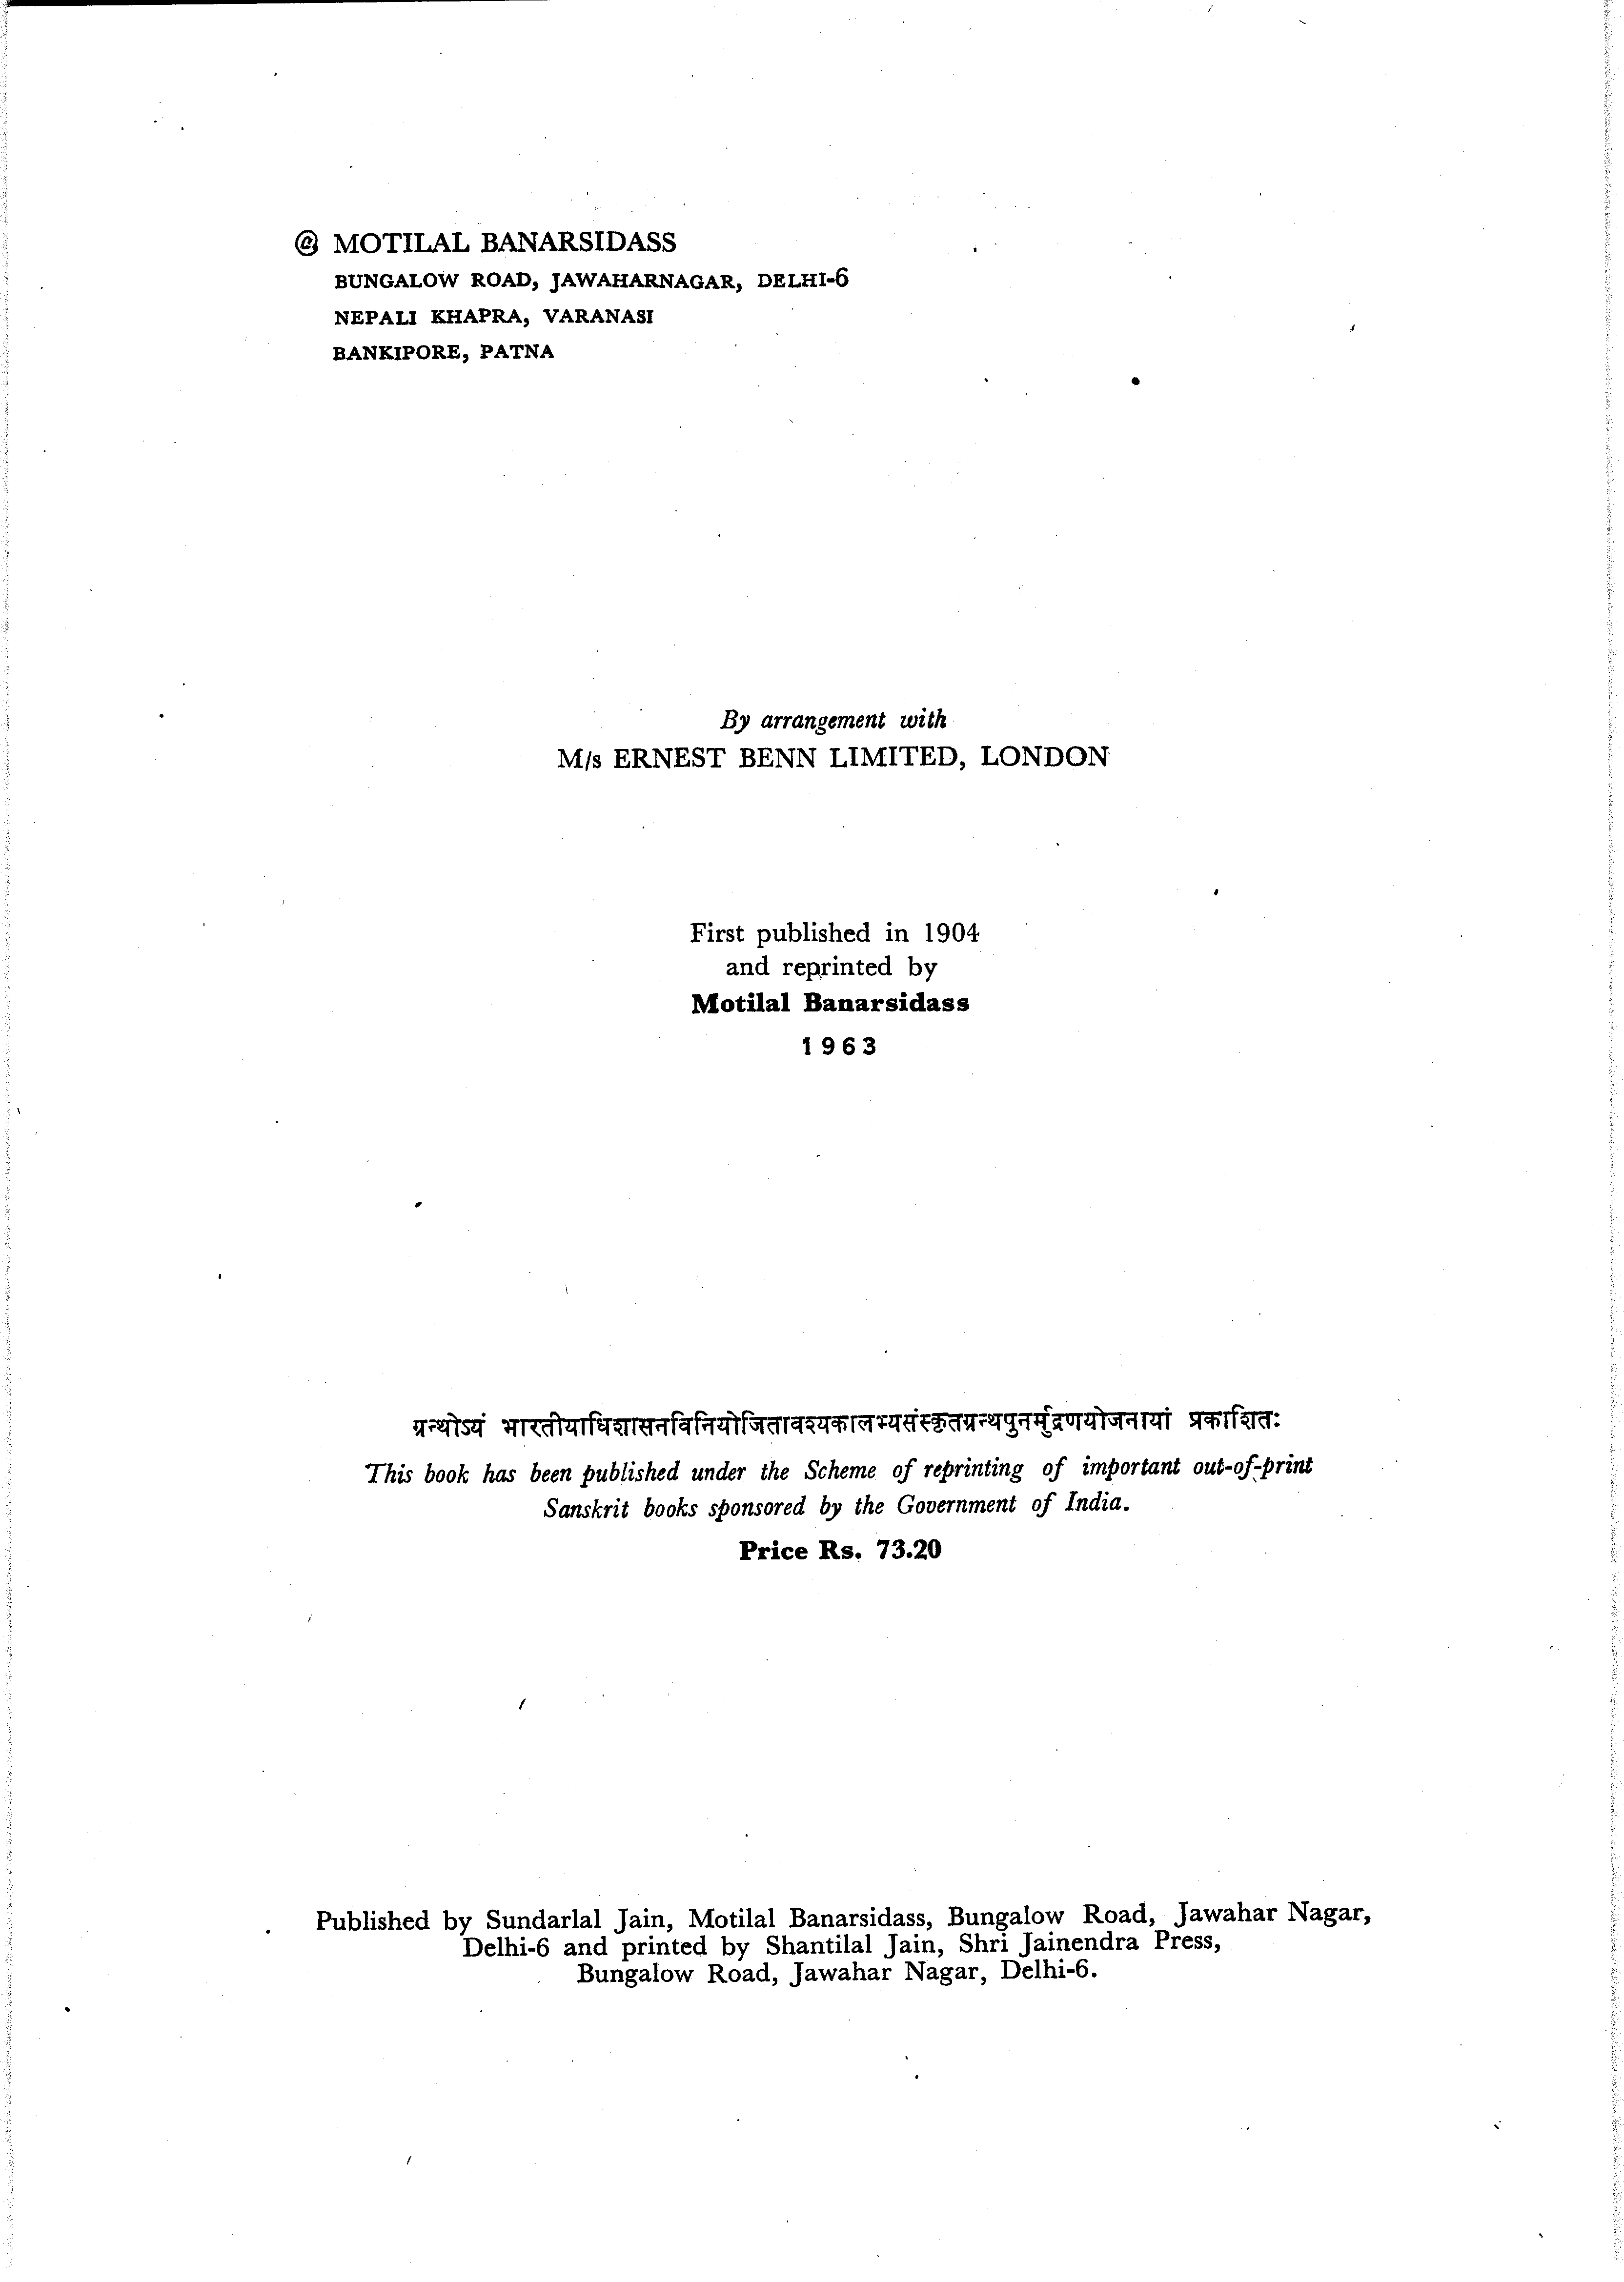 @ MOTILAL BANARSIDASS
BUNGALOW ROAD, JAWAHARNAGAR, DELHI-6
NEPALI KHAPRA, VARANASI
BANKIPORE, PATNA
By arrangement with
M/s ERNEST BENN LIMITED, LONDON
First published in 1904
and reprinted by
Motilal Banarsidass
1963
ग्रन्थोऽयं भारतीयाधिशासनविनियोजितावश्यकालभ्यसंस्कृतग्रन्थपुनर्मुद्रणयोजनायां प्रकाशितः
This book has been published under the Scheme of reprinting of important out-of-print
Sanskrit books sponsored by the Government of India.
Price Rs. 73.20
Published by Sundarlal Jain, Motilal Banarsidass, Bungalow Road, Jawahar Nagar,
Delhi-6 and printed by Shantilal Jain, Shri Jainendra Press,
Bungalow Road, Jawahar Nagar, Delhi-6.